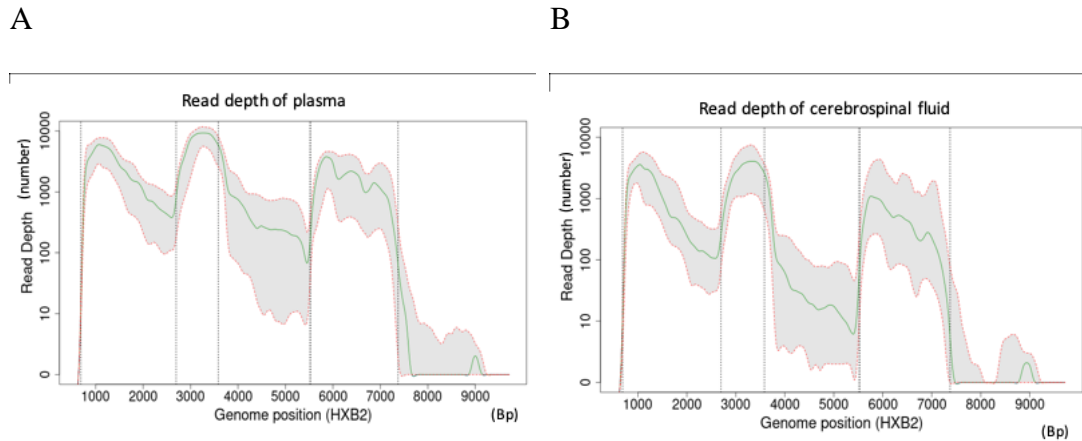 A
B
Read depth of plasma
Read Depth (number)
10000
1000
100
10
0
1000 2000 3000 4000 5000 6000 7000 8000 9000
Genome position (HXB2)
(Bp)
Read depth of cerebrospinal fluid
Read Depth (number)
10000
1000
100
10
0
1000 2000 3000 4000 5000 6000 7000 8000 9000
Genome position (HXB2)
(Bp)